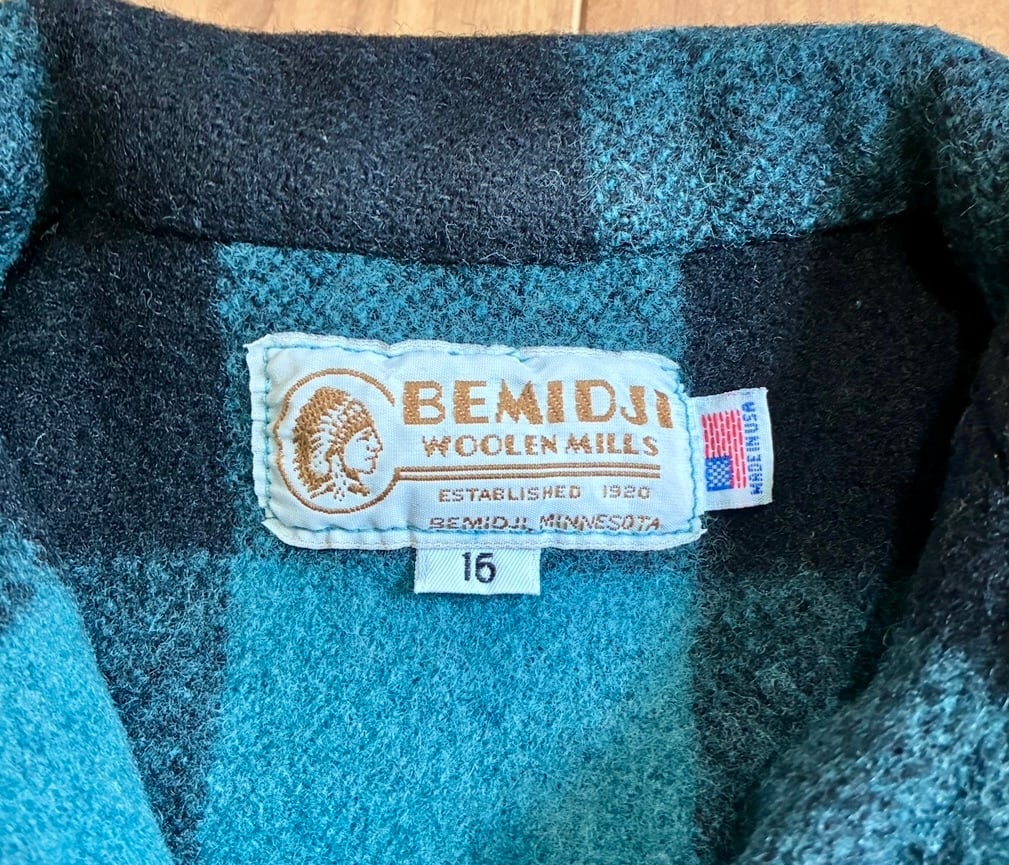 BEMIDJI
WOOLEN MILLS
ESTABLISHED 1920
BEMIDJI, MINNESOTA
MADE IN USA
16